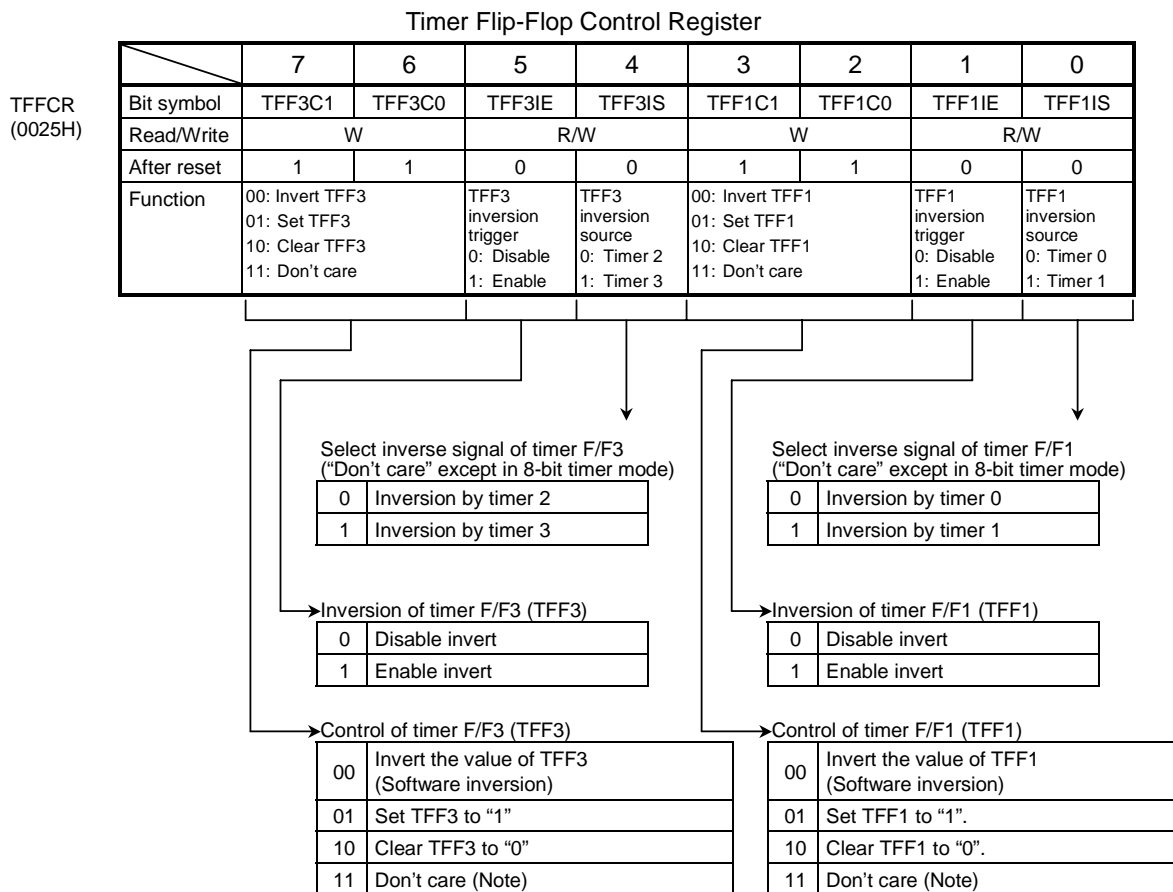 Timer Flip-Flop Control Register
7 6 5 4 3 2 1 0
TFFCR
(0025H)
Bit symbol TFF3C1 TFF3C0 TFF3IE TFF3IS TFF1C1 TFF1C0 TFF1IE TFF1IS
Read/Write W R/W W R/W
After reset 1 1 0 0 1 1 0 0
Function
00: Invert TFF3
01: Set TFF3
10: Clear TFF3
11: Don't care
TFF3
inversion
trigger
0: Disable
1: Enable
TFF3
inversion
source
0: Timer 2
1: Timer 3
00: Invert TFF1
01: Set TFF1
10: Clear TFF1
11: Don't care
TFF1
inversion
trigger
0: Disable
1: Enable
TFF1
inversion
source
0: Timer 0
1: Timer 1
Select inverse signal of timer F/F3
("Don't care" except in 8-bit timer mode)
0 Inversion by timer 2
1 Inversion by timer 3
Select inverse signal of timer F/F1
("Don't care" except in 8-bit timer mode)
0 Inversion by timer 0
1 Inversion by timer 1
Inversion of timer F/F3 (TFF3)
0 Disable invert
1 Enable invert
Inversion of timer F/F1 (TFF1)
0 Disable invert
1 Enable invert
Control of timer F/F3 (TFF3)
00 Invert the value of TFF3
(Software inversion)
01 Set TFF3 to "1"
10 Clear TFF3 to "0"
11 Don't care (Note)
Control of timer F/F1 (TFF1)
00 Invert the value of TFF1
(Software inversion)
01 Set TFF1 to "1".
10 Clear TFF1 to "0".
11 Don't care (Note)